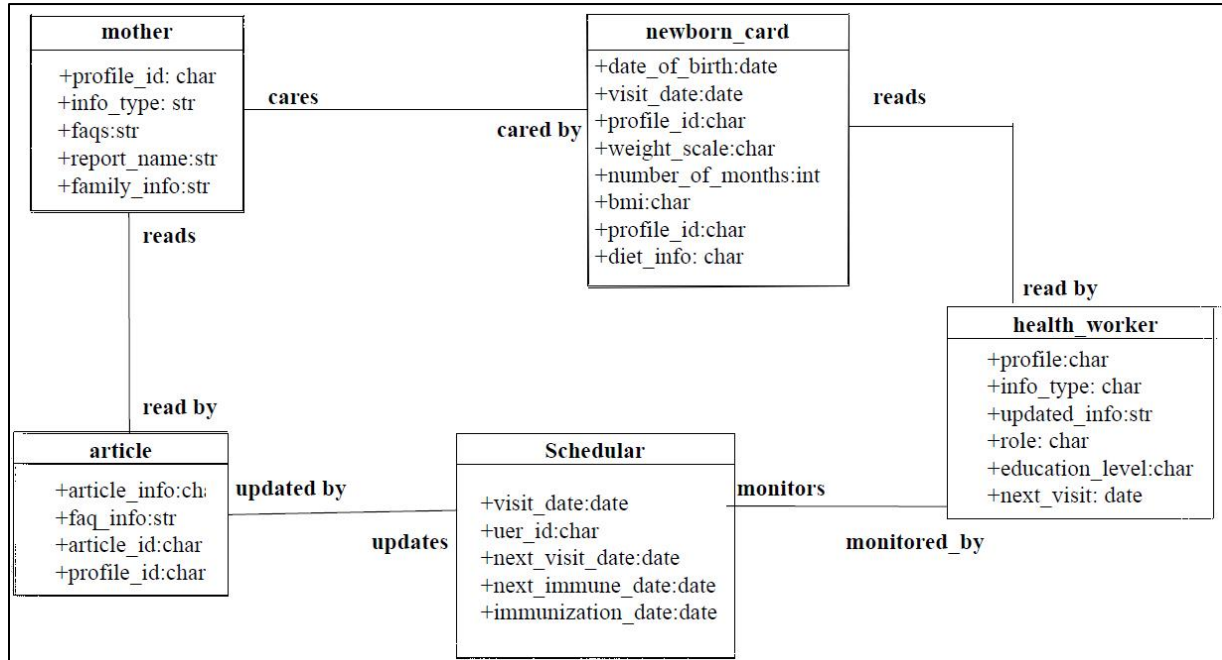 mother
+profile_id: char
+info_type: str
+faqs:str
+report_name:str
+family_info:str
cares
cared by
newborn_card
+date_of_birth:date
+visit_date:date
+profile_id:char
+weight_scale:char
+number_of_months:int
+bmi:char
+profile_id:char
+diet_info: char
reads
read by
health_worker
+profile:char
+info_type: char
+updated_info:str
+role: char
+education_level:char
+next_visit: date
reads
read by
article
+article_info:cha
+faq_info:str
+article_id:char
+profile_id:char
updated by
updates
Schedular
+visit_date:date
+uer_id:char
+next_visit_date:date
+next_immune_date:date
+immunization_date:date
monitors
monitored_by